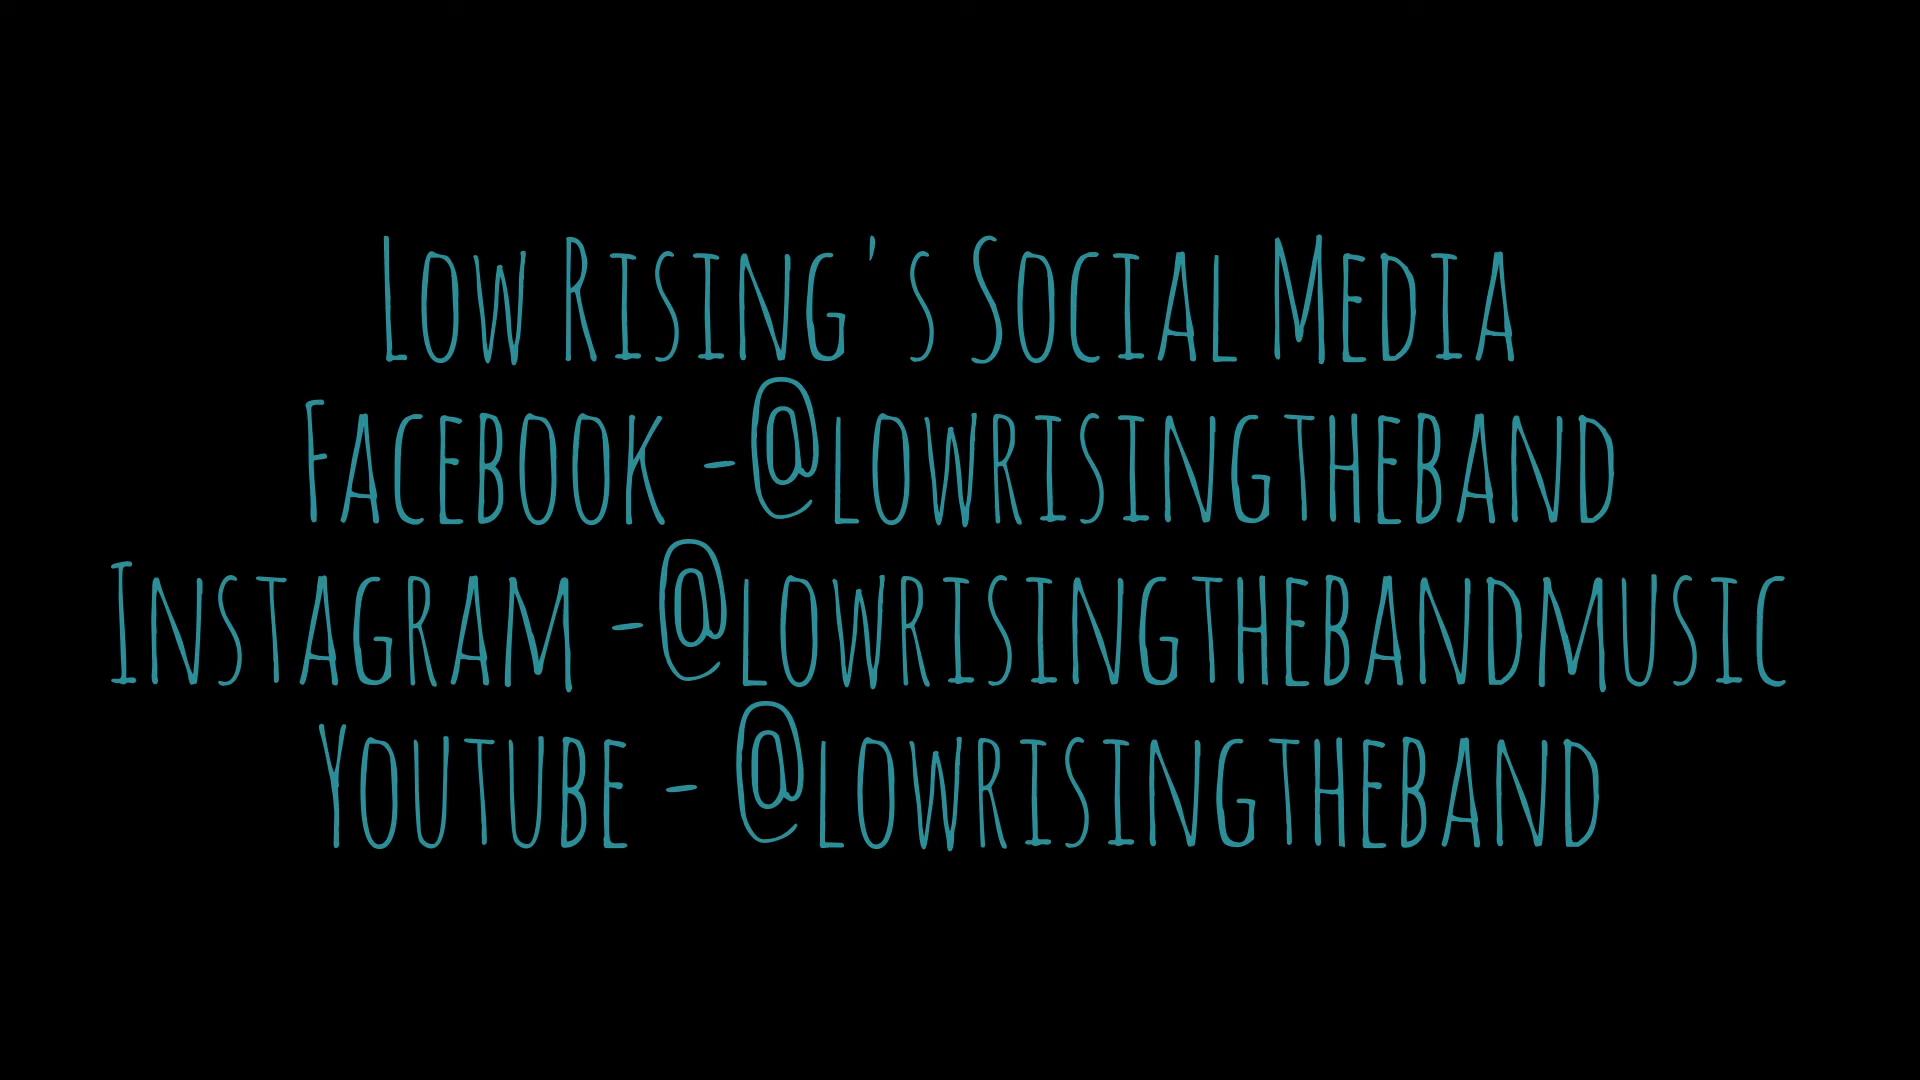 Low Rising's Social Media
Facebook -@lowrisingtheband
Instagram -@lowrisingthebandmusic
Youtube - @lowrisingtheband